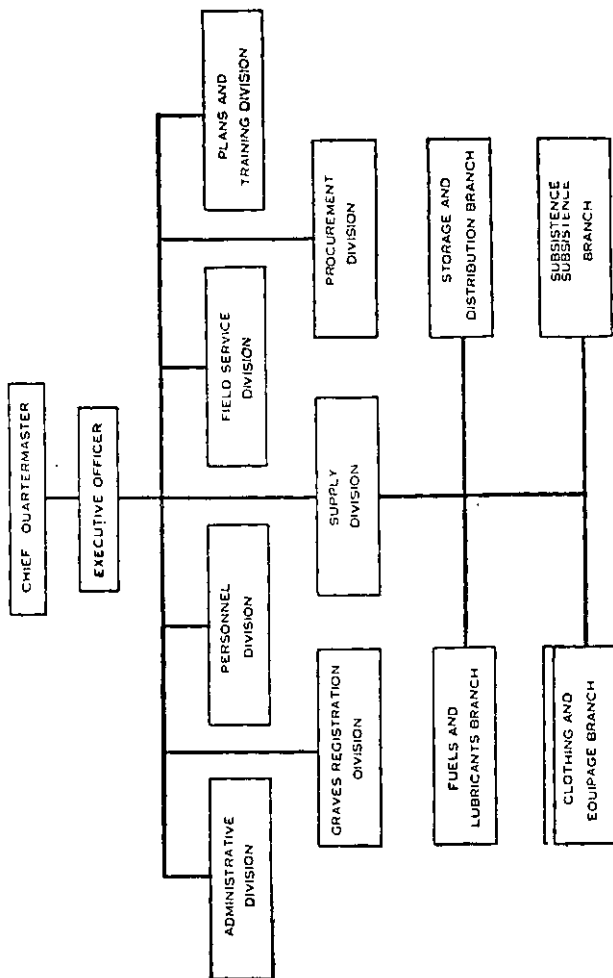 CHIEF QUARTERMASTER
EXECUTIVE OFFICER
ADMINISTRATIVE
DIVISION
PERSONNEL
DIVISION
FIELD SERVICE
DIVISION
PLANS AND
TRAINING DIVISION
GRAVES REGISTRATION
DIVISION
SUPPLY
DIVISION
PROCUREMENT
DIVISION
FUELS AND
LUBRICANTS BRANCH
STORAGE AND
DISTRIBUTION BRANCH
CLOTHING AND
EQUIPAGE BRANCH
SUBSISTENCE
SUBSISTENCE
BRANCH